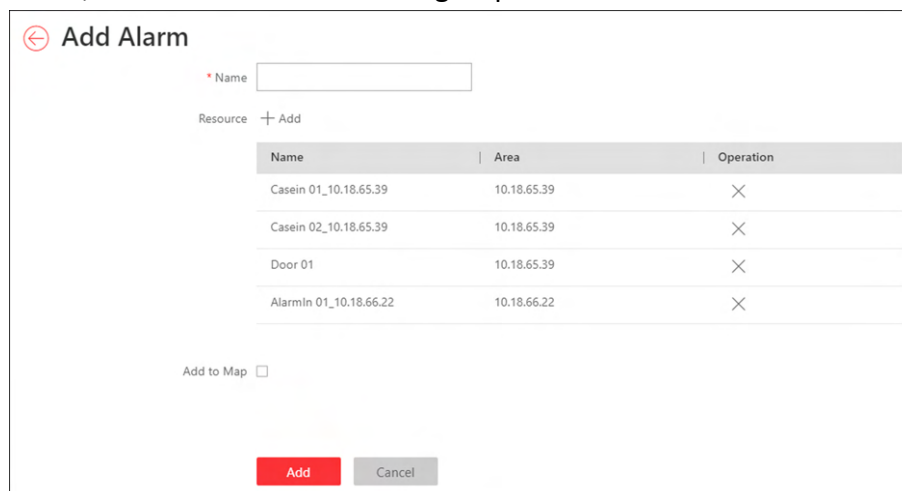 Add Alarm
* Name
Resource + Add
Name | Area | Operation
Casein 01_10.18.65.39 10.18.65.39
Casein 02_10.18.65.39 10.18.65.39
Door 01 10.18.65.39
AlarmIn 01_10.18.66.22 10.18.66.22
Add to Map
Add Cancel